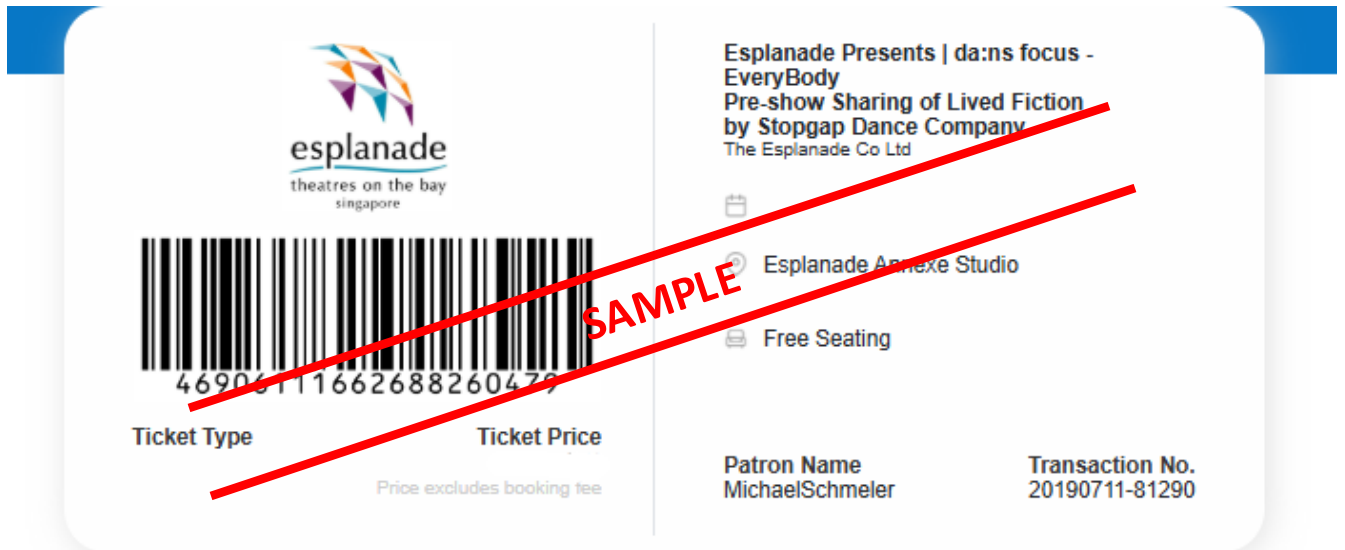 esplanade
theatres on the bay
singapore
46906111662688260479
Ticket Type
Ticket Price
Price excludes booking fee
Esplanade Presents | da:ns focus -
EveryBody
Pre-show Sharing of Lived Fiction
by Stopgap Dance Company
The Esplanade Co Ltd
Esplanade Annexe Studio
Free Seating
Patron Name
MichaelSchmeler
Transaction No.
20190711-81290
SAMPLE